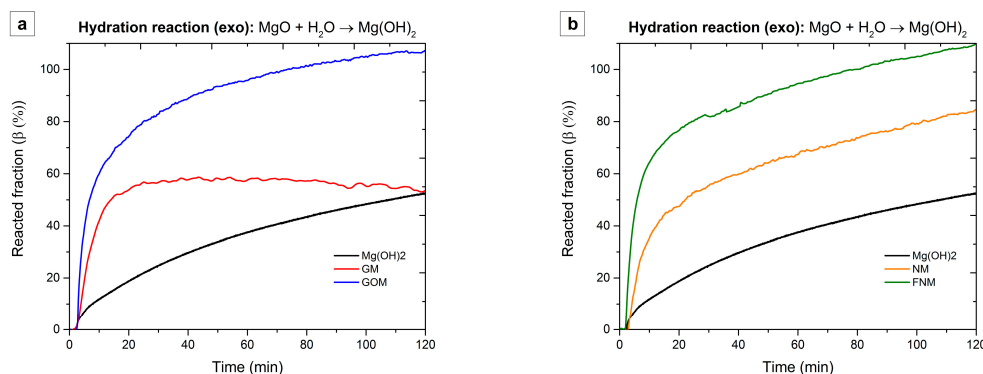 a
Hydration reaction (exo): MgO + H₂O → Mg(OH)₂
Reacted fraction (β (%))
100
80
60
40
20
0
Mg(OH)2
GM
GOM
0 20 40 60 80 100 120
Time (min)
b
Hydration reaction (exo): MgO + H₂O → Mg(OH)₂
Reacted fraction (β (%))
100
80
60
40
20
0
Mg(OH)2
NM
FNM
0 20 40 60 80 100 120
Time (min)